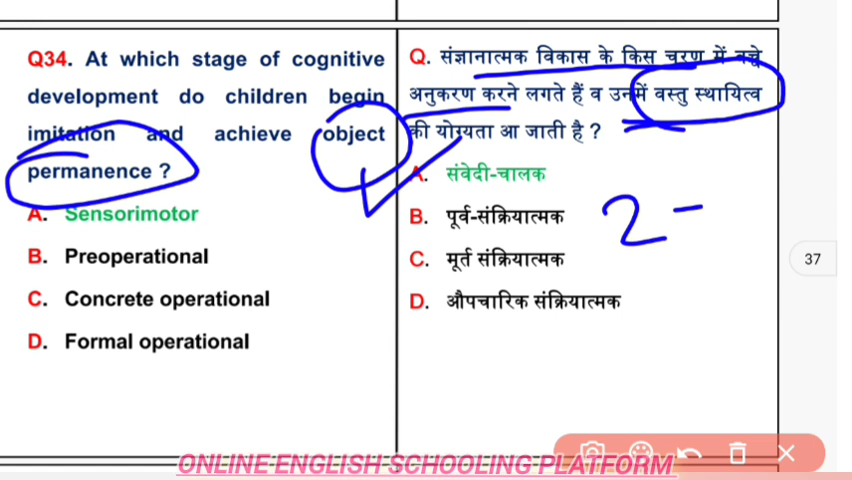 Q34. At which stage of cognitive
development do children begin
imitation and achieve object
permanence ?
A. Sensorimotor
B. Preoperational
C. Concrete operational
D. Formal operational
Q. संज्ञानात्मक विकास के किस चरण में बच्चे
अनुकरण करने लगते हैं व उनमें वस्तु स्थायित्व
की योग्यता आ जाती है ?
A. संवेदी-चालक
B. पूर्व-संक्रियात्मक
C. मूर्त संक्रियात्मक
D. औपचारिक संक्रियात्मक
2 -
37
ONLINE ENGLISH SCHOOLING PLATFORM